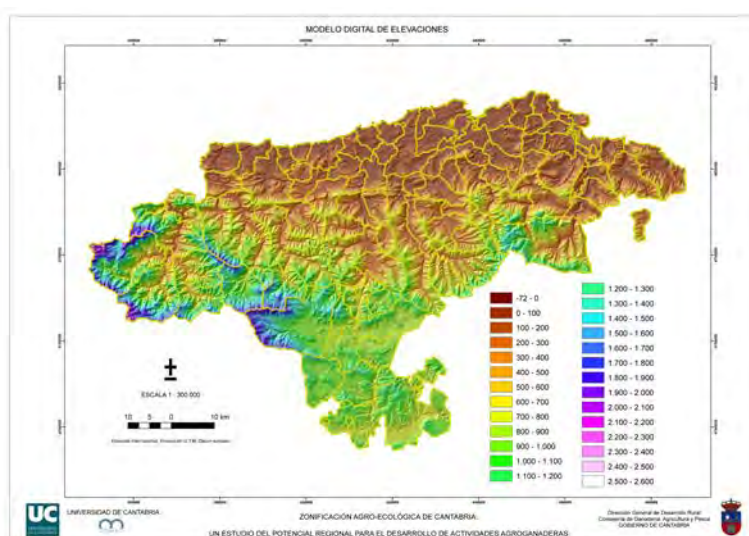 MODELO DIGITAL DE ELEVACIONES
-72 - 0
0 - 100
100 - 200
200 - 300
300 - 400
400 - 500
500 - 600
600 - 700
700 - 800
800 - 900
900 - 1.000
1.000 - 1.100
1.100 - 1.200
1.200 - 1.300
1.300 - 1.400
1.400 - 1.500
1.500 - 1.600
1.600 - 1.700
1.700 - 1.800
1.800 - 1.900
1.900 - 2.000
2.000 - 2.100
2.100 - 2.200
2.200 - 2.300
2.300 - 2.400
2.400 - 2.500
2.500 - 2.600
ESCALA 1 : 300.000
10 5 0 10 km
UC
UNIVERSIDAD DE CANTABRIA
ZONIFICACIÓN AGRO-ECOLÓGICA DE CANTABRIA:
UN ESTUDIO DEL POTENCIAL REGIONAL PARA EL DESARROLLO DE ACTIVIDADES AGROGANADERAS
Dirección General de Desarrollo Rural
Consejería de Ganadería, Agricultura y Pesca
GOBIERNO DE CANTABRIA